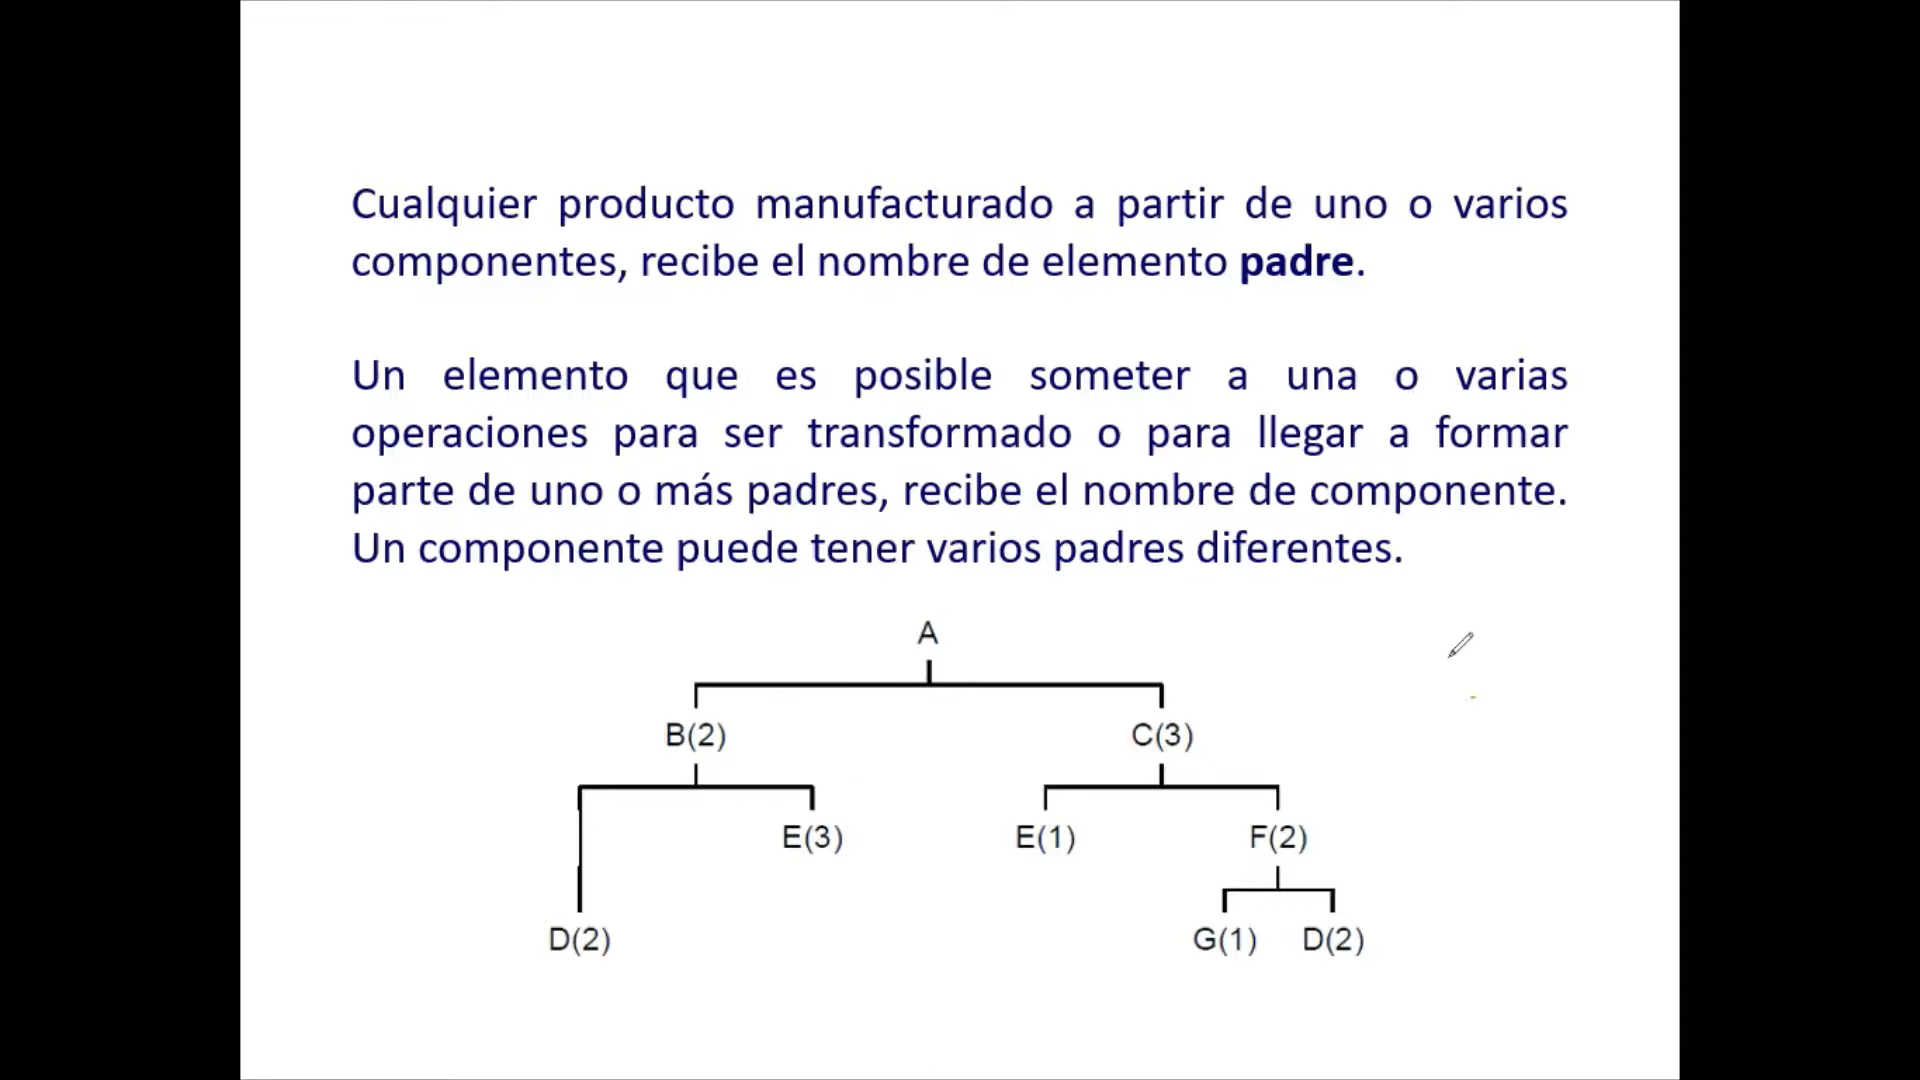 Cualquier producto manufacturado a partir de uno o varios
componentes, recibe el nombre de elemento padre.
Un elemento que es posible someter a una o varias
operaciones para ser transformado o para llegar a formar
parte de uno o más padres, recibe el nombre de componente.
Un componente puede tener varios padres diferentes.
A
B(2) C(3)
E(3) E(1) F(2)
D(2) G(1) D(2)